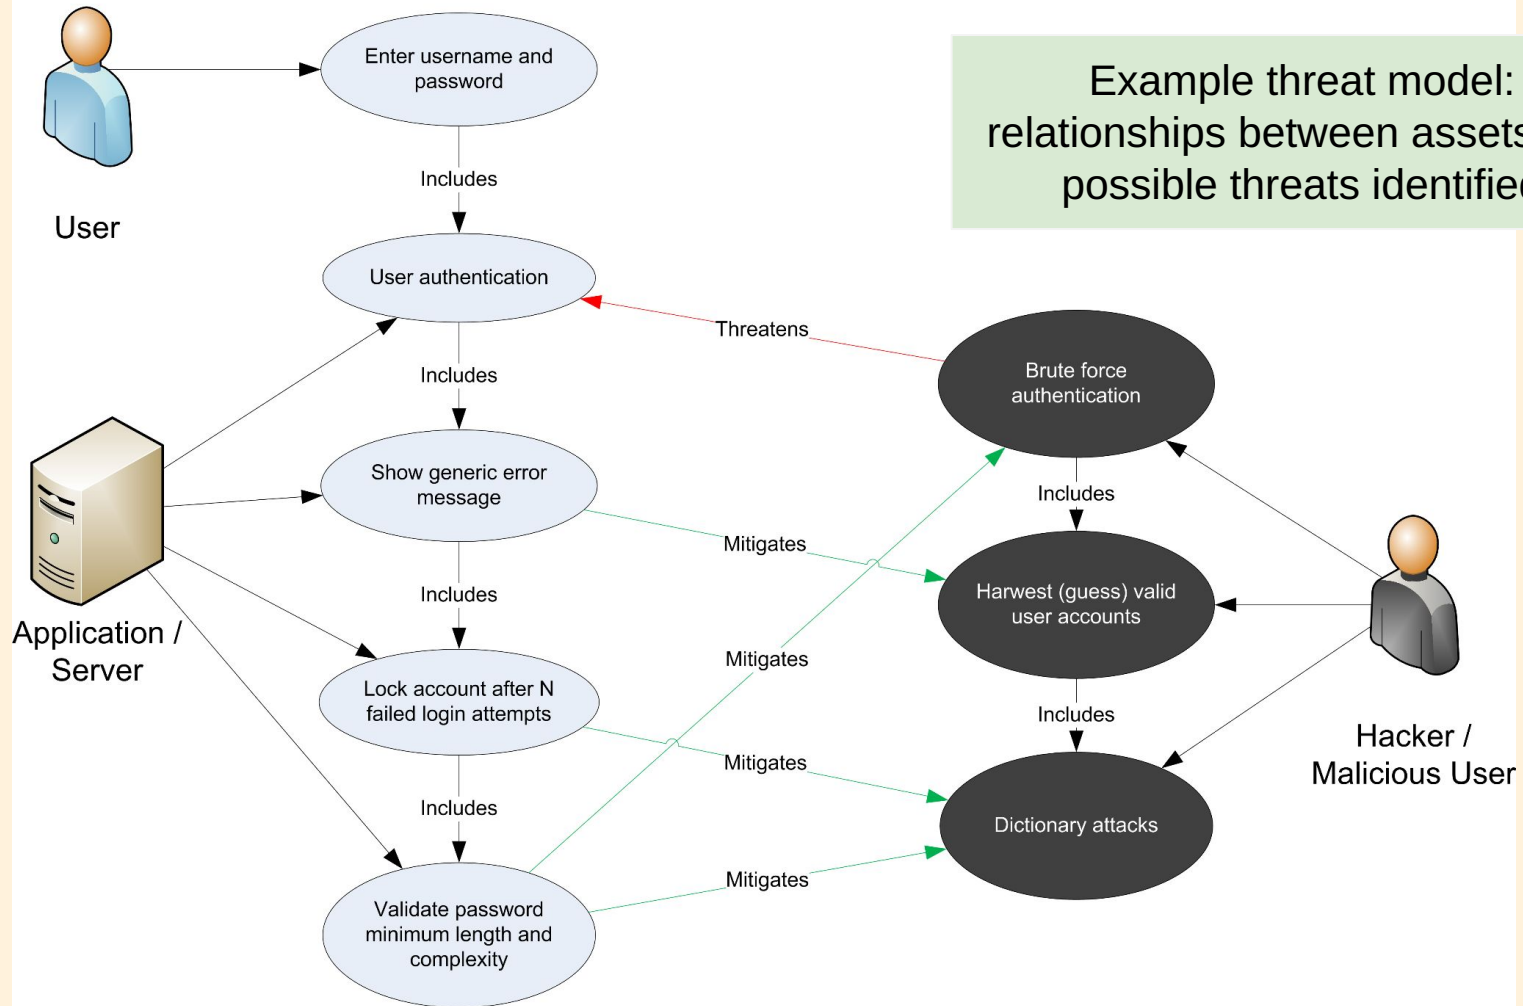 Enter username and
password
Example threat model:
relationships between assets
possible threats identified
Includes
User
User authentication
Threatens
Includes
Brute force
authentication
Show generic error
message
Includes
Mitigates
Includes
Harwest (guess) valid
user accounts
Application /
Server
Mitigates
Lock account after N
failed login attempts
Includes
Mitigates
Hacker /
Malicious User
Includes
Dictionary attacks
Mitigates
Validate password
minimum length and
complexity